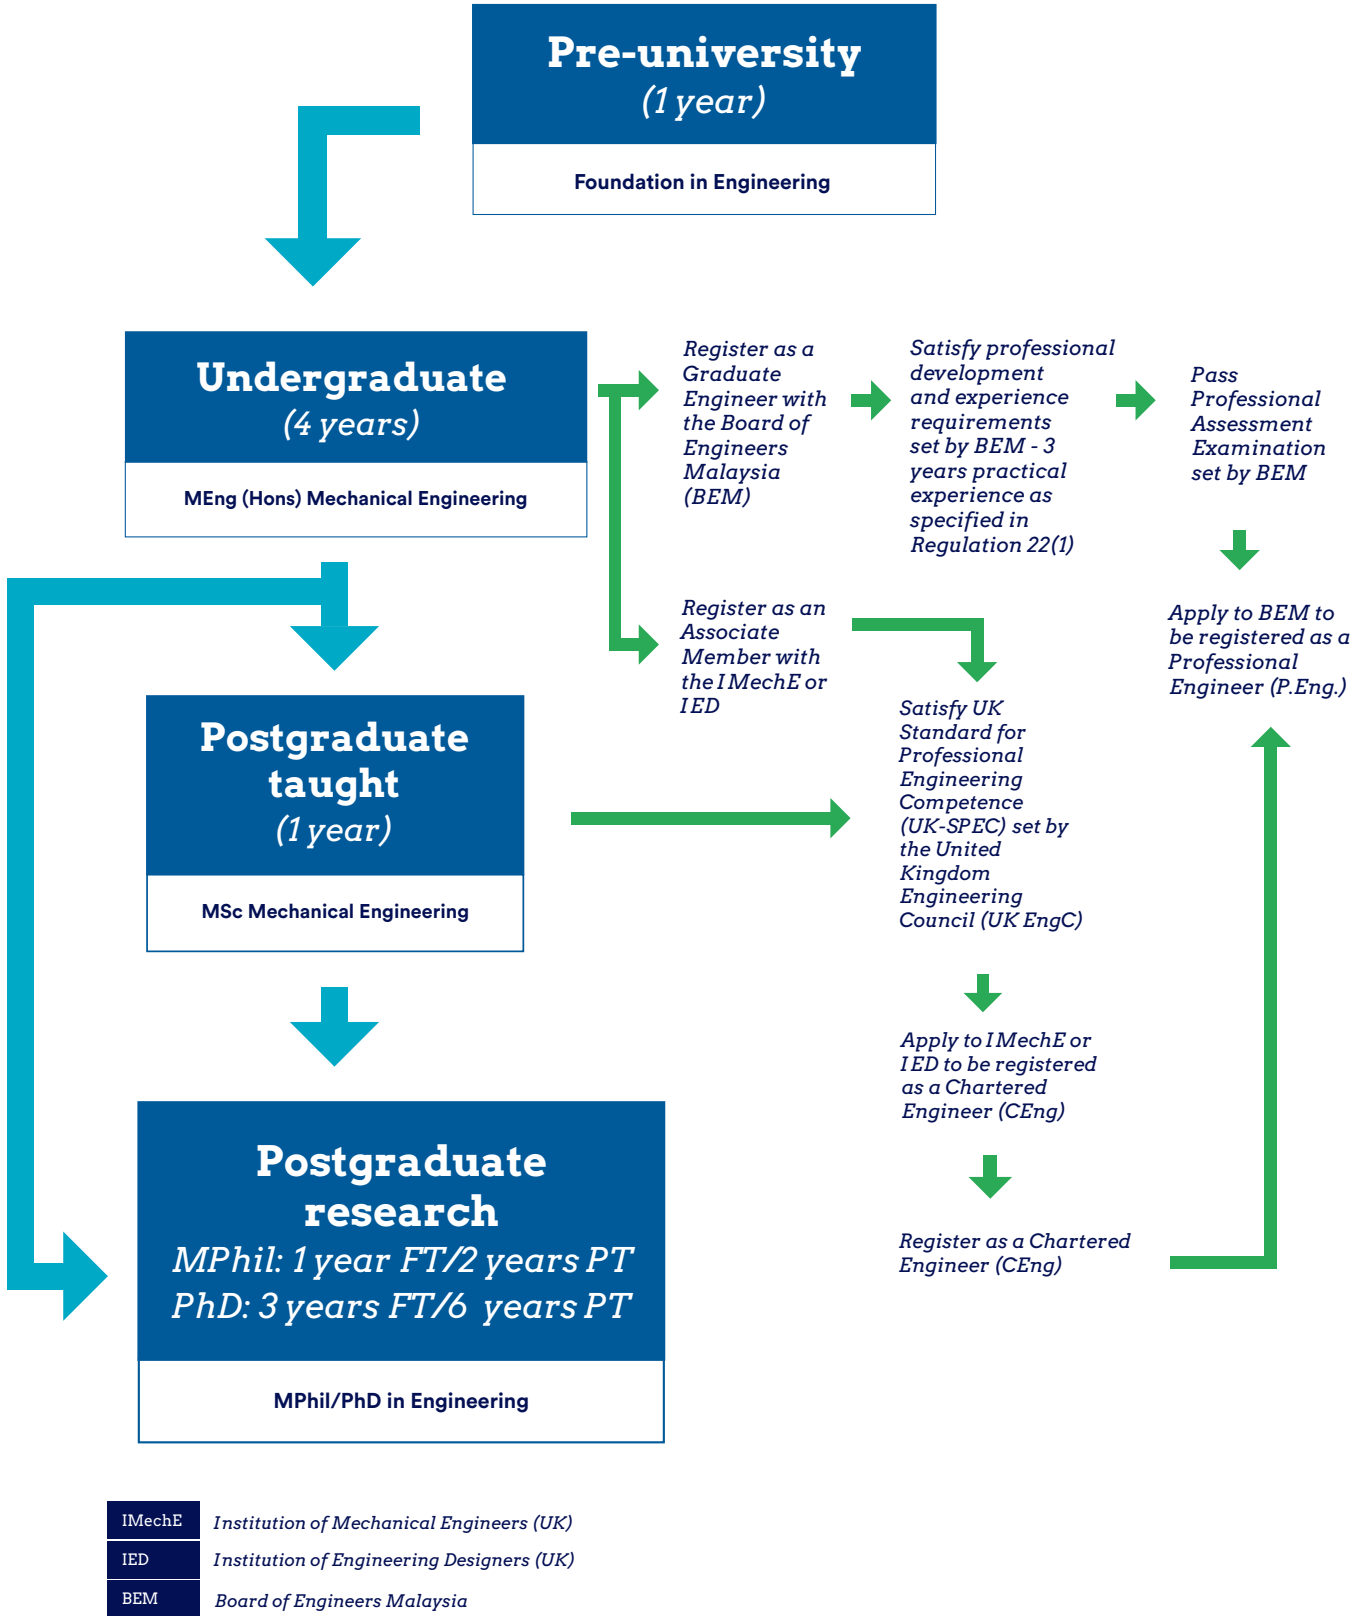 Pre-university
(1 year)
Foundation in Engineering
Undergraduate
(4 years)
MEng (Hons) Mechanical Engineering
Register as a
Graduate
Engineer with
the Board of
Engineers
Malaysia
(BEM)
Satisfy professional
development
and experience
requirements
set by BEM - 3
years practical
experience as
specified in
Regulation 22(1)
Pass
Professional
Assessment
Examination
set by BEM
Register as an
Associate
Member with
the IMechE or
IED
Apply to BEM to
be registered as a
Professional
Engineer (P.Eng.)
Postgraduate
taught
(1 year)
MSc Mechanical Engineering
Satisfy UK
Standard for
Professional
Engineering
Competence
(UK-SPEC) set by
the United
Kingdom
Engineering
Council (UK EngC)
Apply to IMechE or
IED to be registered
as a Chartered
Engineer (CEng)
Postgraduate
research
MPhil: 1 year FT/2 years PT
PhD: 3 years FT/6 years PT
MPhil/PhD in Engineering
Register as a Chartered
Engineer (CEng)
IMechE Institution of Mechanical Engineers (UK)
IED Institution of Engineering Designers (UK)
BEM Board of Engineers Malaysia